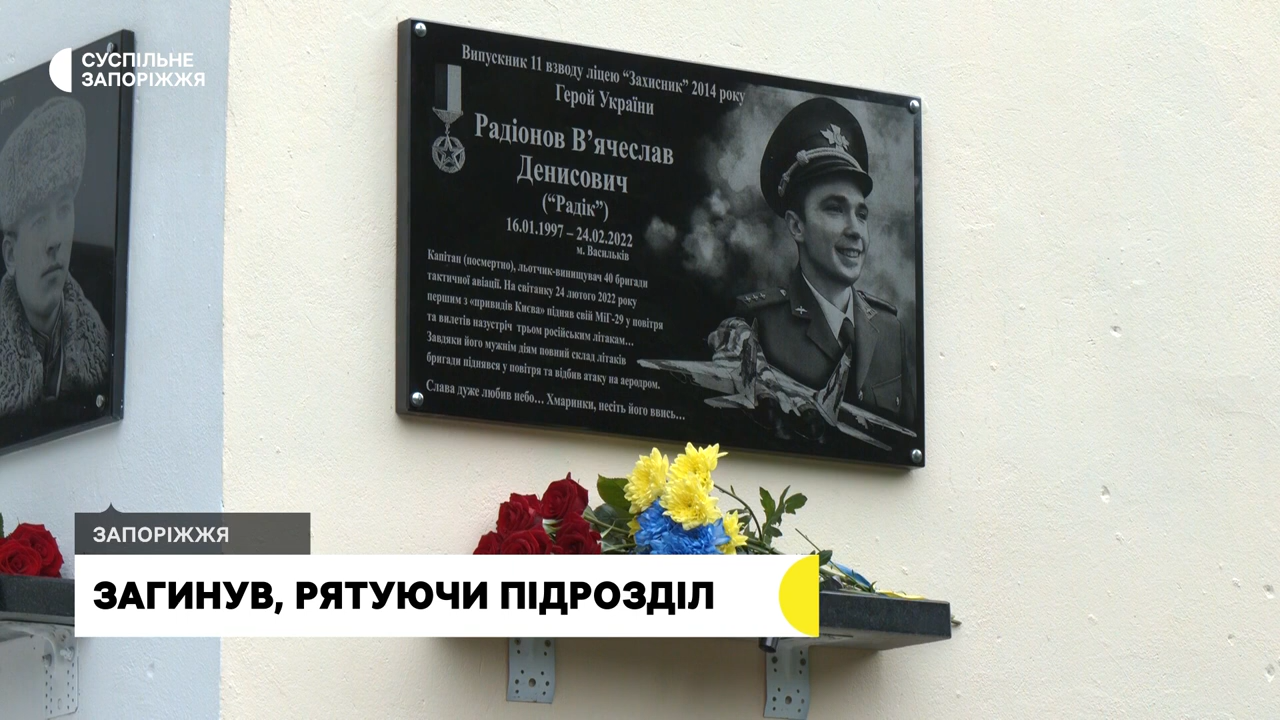 СУСПІЛЬНЕ
ЗАПОРІЖЖЯ
року
Випускник 11 взводу ліцею “Захисник” 2014 року
Герой України
Радіонов В’ячеслав
Денисович
(“Радік”)
16.01.1997 – 24.02.2022
м. Васильків
Капітан (посмертно), льотчик-винищувач 40 бригади
тактичної авіації. На світанку 24 лютого 2022 року
першим з «привидів Києва» підняв свій МіГ-29 у повітря
та вилетів назустріч трьом російським літакам...
Завдяки його мужнім діям повний склад літаків
бригади піднявся у повітря та відбив атаку на аеродром.
Слава дуже любив небо... Хмаринки, несіть його ввись...
ЗАПОРІЖЖЯ
ЗАГИНУВ, РЯТУЮЧИ ПІДРОЗДІЛ